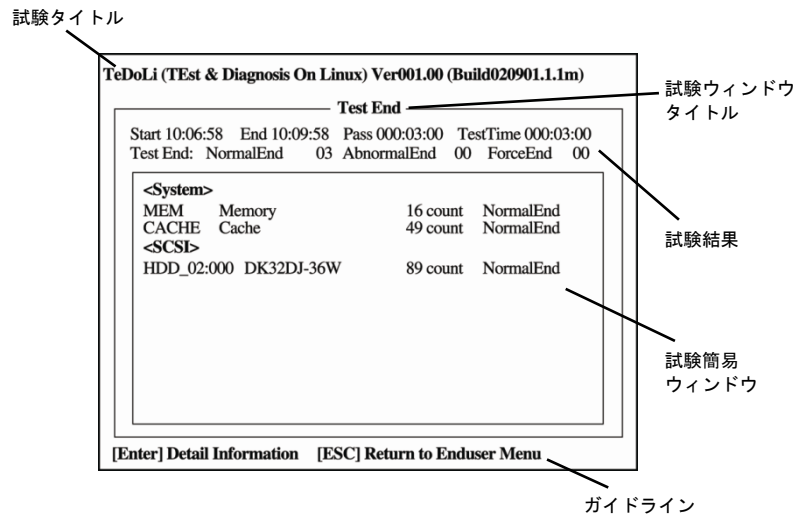 試験タイトル
TeDoLi (TEst & Diagnosis On Linux) Ver001.00 (Build020901.1.1m)
試験ウィンドウ
タイトル
Test End
Start 10:06:58 End 10:09:58 Pass 000:03:00 TestTime 000:03:00
Test End: NormalEnd 03 AbnormalEnd 00 ForceEnd 00
<System>
MEM Memory 16 count NormalEnd
CACHE Cache 49 count NormalEnd
<SCSI>
HDD_02:000 DK32DJ-36W 89 count NormalEnd
試験結果
試験簡易
ウィンドウ
[Enter] Detail Information [ESC] Return to Enduser Menu
ガイドライン